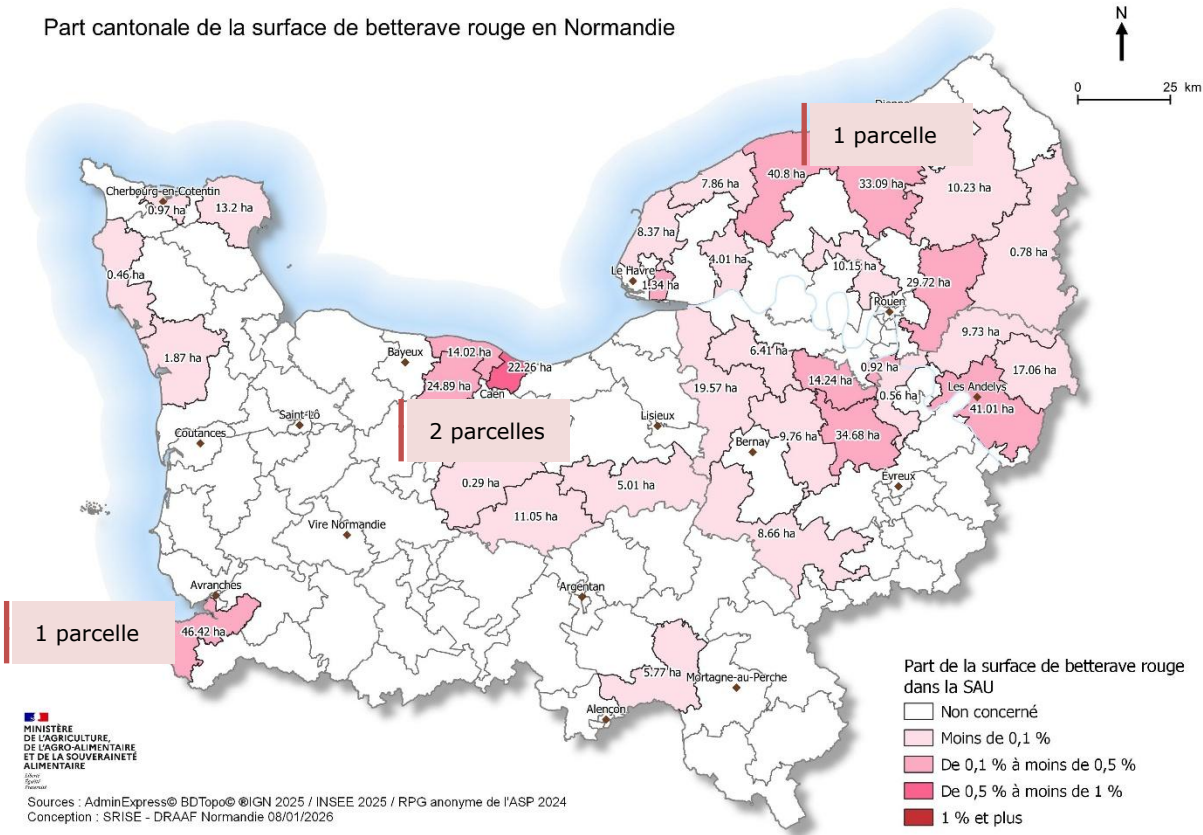 Part cantonale de la surface de betterave rouge en Normandie
N
0 25 km
1 parcelle
Cherbourg-en-Cotentin
0.97 ha
13.2 ha
7.86 ha
40.8 ha
33.09 ha
10.23 ha
8.37 ha
0.46 ha
4.01 ha
10.15 ha
0.78 ha
Le Havre
1.34 ha
29.72 ha
Rouen
9.73 ha
1.87 ha
Bayeux
14.02 ha
22.26 ha
6.41 ha
0.92 ha
17.06 ha
24.89 ha
Caen
19.57 ha
14.24 ha
0.56 ha
Les Andelys
41.01 ha
Saint-Lô
Lisieux
Coutances
2 parcelles
Bernay
9.76 ha
34.68 ha
0.29 ha
5.01 ha
Évreux
11.05 ha
Vire Normandie
8.66 ha
Avranches
Argentan
1 parcelle
46.42 ha
5.77 ha
Mortagne-au-Perche
Alençon
Part de la surface de betterave rouge
dans la SAU
Non concerné
Moins de 0,1 %
De 0,1 % à moins de 0,5 %
De 0,5 % à moins de 1 %
1 % et plus
MINISTÈRE
DE L'AGRICULTURE,
DE L'AGRO-ALIMENTAIRE
ET DE LA SOUVERAINETÉ
ALIMENTAIRE
Liberté
Égalité
Fraternité
Sources : AdminExpress© BDTopo© ®IGN 2025 / INSEE 2025 / RPG anonyme de l'ASP 2024
Conception : SRISE - DRAAF Normandie 08/01/2026